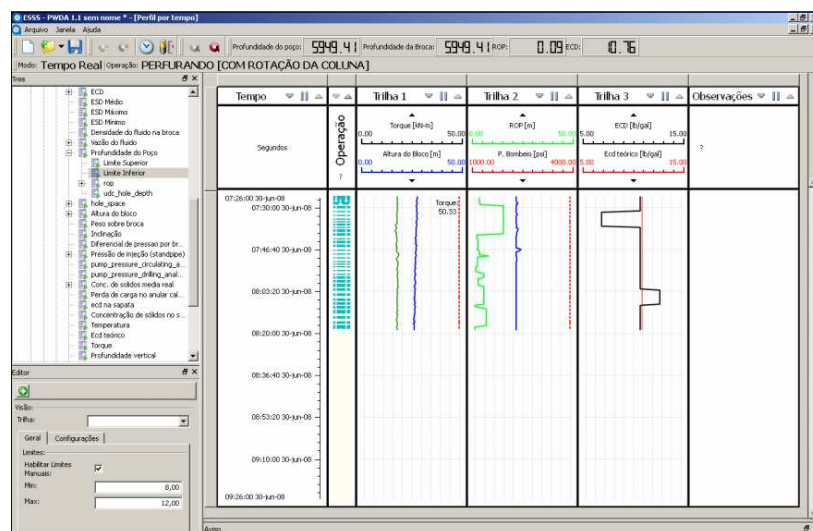 ESSS - PWDA 1.1 sem nome * - [Perfil por tempo]
Arquivo Janela Ajuda
Profundidade do poço: 5949.41 Profundidade da Broca: 5949.41 ROP: 0.09 ECD: 10.76
Modo: Tempo Real Operação: PERFURANDO [COM ROTAÇÃO DA COLUNA]
Tree
ECD
ESD Médio
ESD Máximo
ESD Mínimo
Densidade do fluido na broca
Vazão do fluido
Profundidade do Poço
Limite Superior
Limite Inferior
rop
udc_hole_depth
hole_space
Altura do bloco
Peso sobre broca
Inclinação
Diferencial de pressao por br...
Pressão de injeção (standpipe)
pump_pressure_circulating_a...
pump_pressure_drilling_anal...
Conc. de solidos media real
Perda de carga no anular cal...
ecd na sapata
Concentração de sólidos no s...
Temperatura
Ecd teórico
Torque
Profundidade vertical
Editor
Visão:
Trilha:
Geral Configurações
Limites:
Habilitar Limites
Manuais:
Min: 8,00
Max: 12,00
Tempo Trilha 1 Trilha 2 Trilha 3 Observações
Segundos
Operação
?
Torque [kN-m]
0.00 50.00
Altura do Bloco [m]
0.00 50.00
ROP [m]
0.00 50.00
P. Bombeio [psi]
1000.00 4000.00
ECD [lb/gal]
5.00 15.00
Ecd teórico [lb/gal]
5.00 15.00
?
07:26:00 30-jun-08
07:30:00 30-jun-08
07:46:40 30-jun-08
08:03:20 30-jun-08
08:20:00 30-jun-08
08:36:40 30-jun-08
08:53:20 30-jun-08
09:10:00 30-jun-08
09:26:00 30-jun-08
Torque
50.33
Aviso